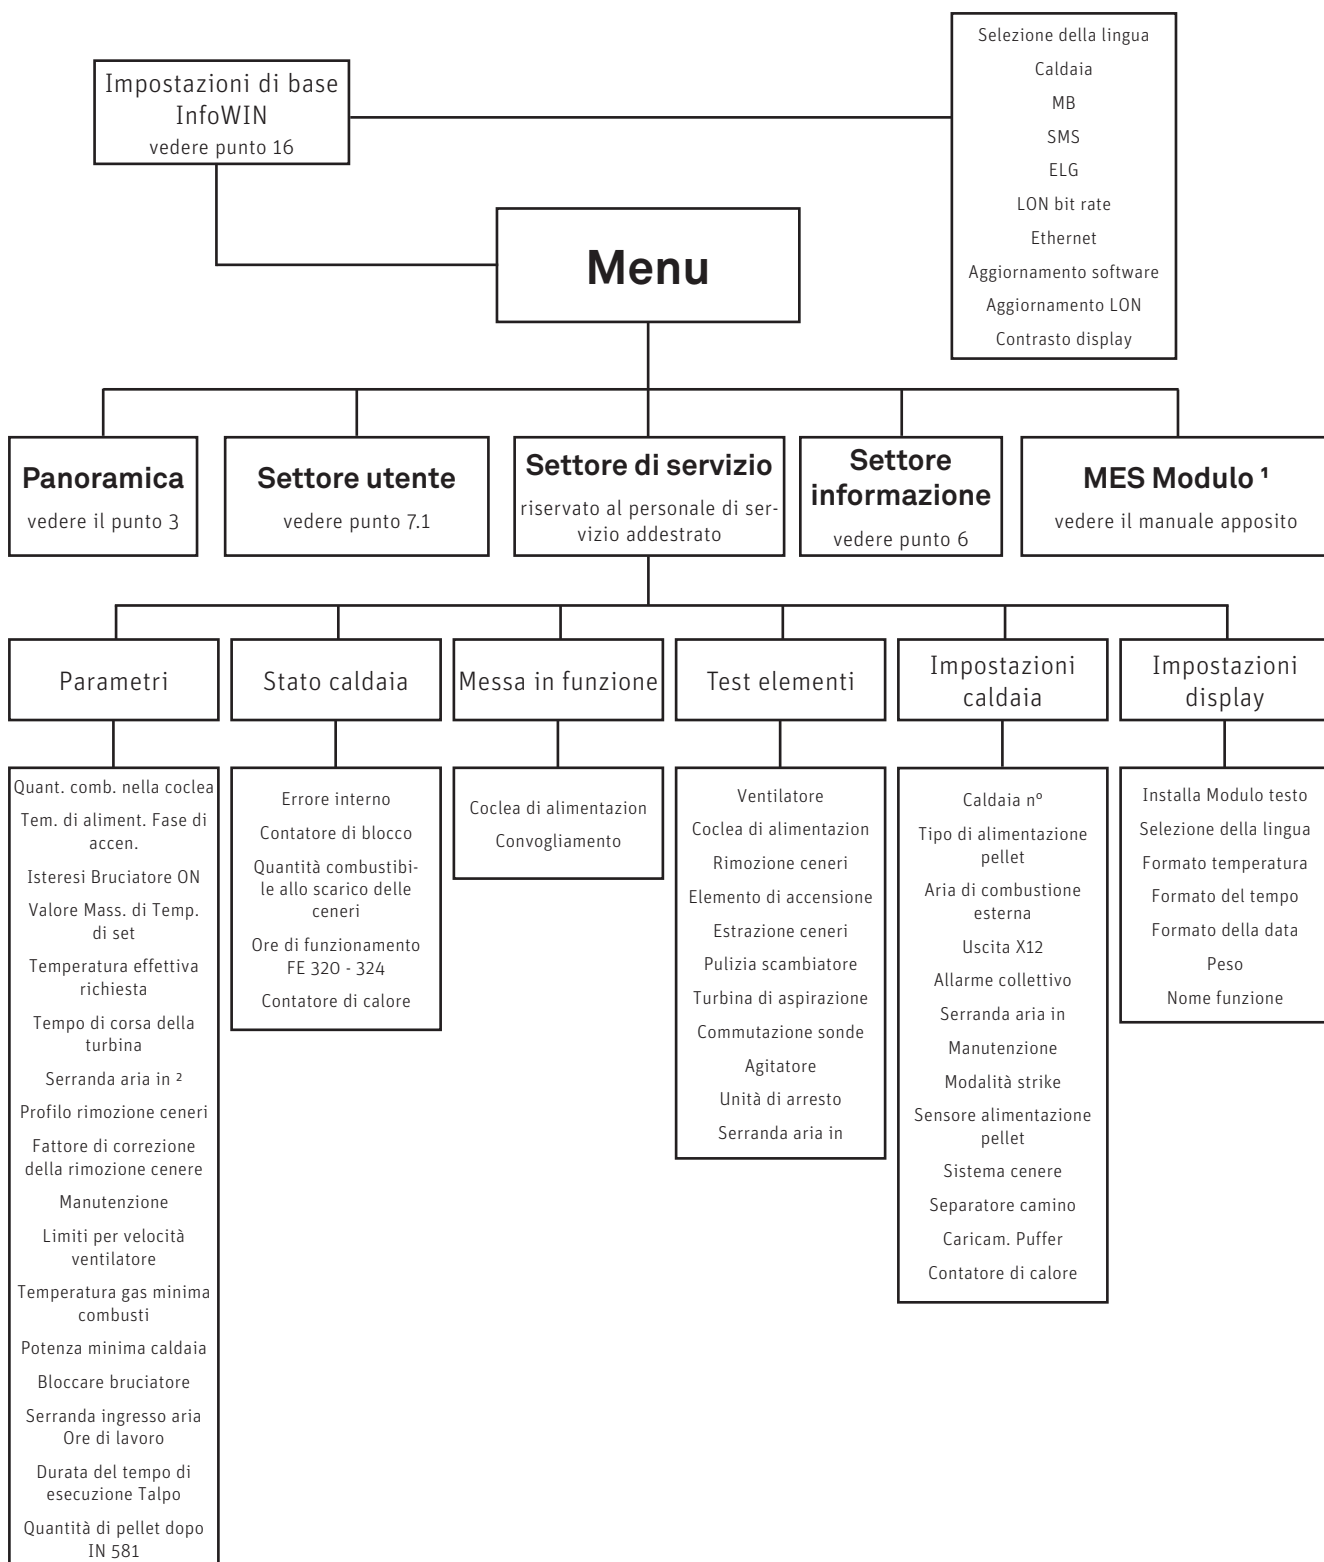 Impostazioni di base
InfoWIN
vedere punto 16
Selezione della lingua
Caldaia
MB
SMS
ELG
LON bit rate
Ethernet
Aggiornamento software
Aggiornamento LON
Contrasto display
Menu
Panoramica
vedere il punto 3
Settore utente
vedere punto 7.1
Settore di servizio
riservato al personale di ser-
vizio addestrato
Settore
informazione
vedere punto 6
MES Modulo ¹
vedere il manuale apposito
Parametri
Stato caldaia
Messa in funzione
Test elementi
Impostazioni
caldaia
Impostazioni
display
Quant. comb. nella coclea
Tem. di aliment. Fase di
accen.
Isteresi Bruciatore ON
Valore Mass. di Temp.
di set
Temperatura effettiva
richiesta
Tempo di corsa della
turbina
Serranda aria in ²
Profilo rimozione ceneri
Fattore di correzione
della rimozione cenere
Manutenzione
Limiti per velocità
ventilatore
Temperatura gas minima
combusti
Potenza minima caldaia
Bloccare bruciatore
Serranda ingresso aria
Ore di lavoro
Durata del tempo di
esecuzione Talpo
Quantità di pellet dopo
IN 581
Errore interno
Contatore di blocco
Quantità combustibi-
le allo scarico delle
ceneri
Ore di funzionamento
FE 320 - 324
Contatore di calore
Coclea di alimentazion
Convogliamento
Ventilatore
Coclea di alimentazion
Rimozione ceneri
Elemento di accensione
Estrazione ceneri
Pulizia scambiatore
Turbina di aspirazione
Commutazione sonde
Agitatore
Unità di arresto
Serranda aria in
Caldaia n°
Tipo di alimentazione
pellet
Aria di combustione
esterna
Uscita X12
Allarme collettivo
Serranda aria in
Manutenzione
Modalità strike
Sensore alimentazione
pellet
Sistema cenere
Separatore camino
Caricam. Puffer
Contatore di calore
Installa Modulo testo
Selezione della lingua
Formato temperatura
Formato del tempo
Formato della data
Peso
Nome funzione